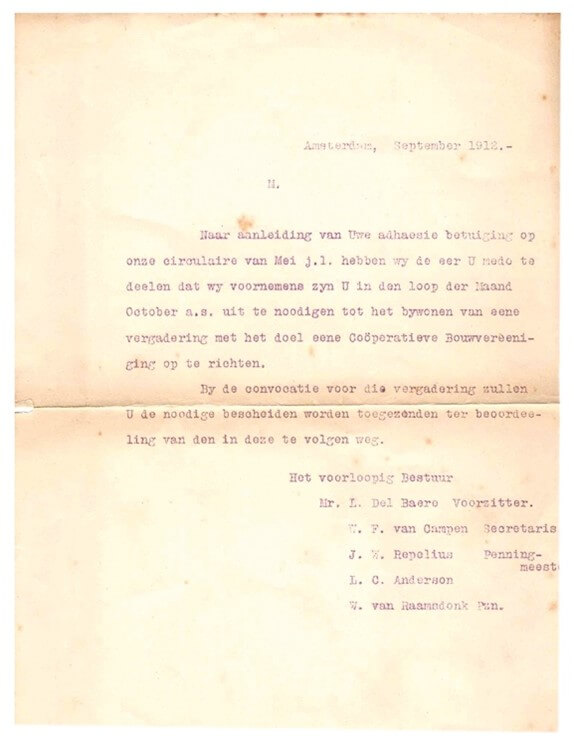 Amsterdam, September 1912.-
M.
Naar aanleiding van Uwe adhaesie betuiging op
onze circulaire van Mei j.l. hebben wy de eer U mede te
deelen dat wy voornemens zyn U in den loop der Maand
October a.s. uit te noodigen tot het bywonen van eene
vergadering met het doel eene Coöperatieve Bouwvereeni-
ging op te richten.
By de convocatie voor die vergadering zullen
U de noodige bescheiden worden toegezonden ter beoordee-
ling van den in deze te volgen weg.
Het voorloopig Bestuur
Mr. L. Del Baere Voorzitter.
W. F. van Campen Secretaris
J. Repelius Penning-
meest
L. C. Anderson
W. van Raamsdonk